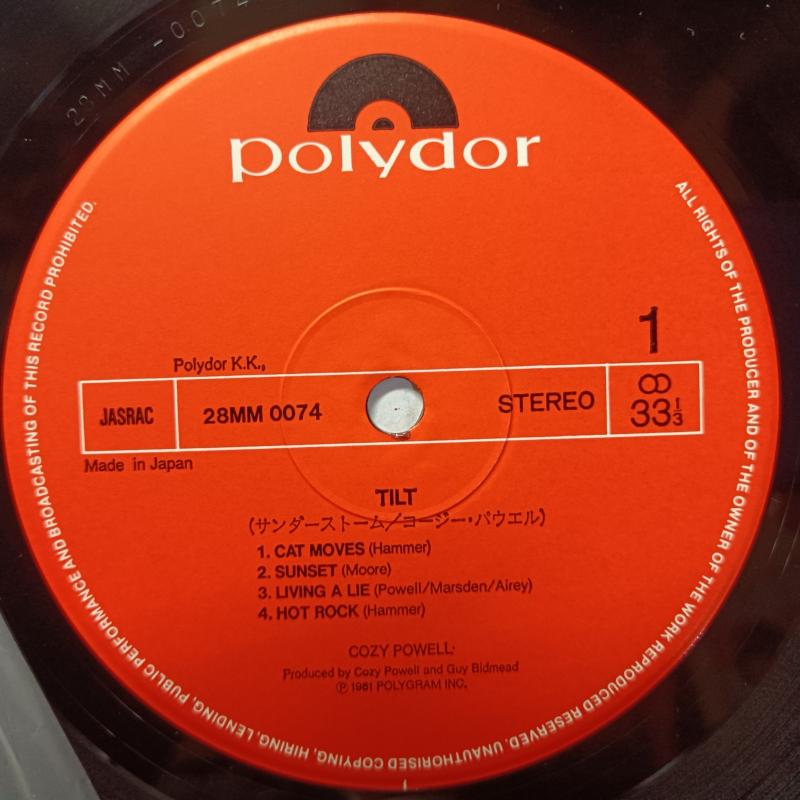 28MM-0074
polydor
1
Polydor K.K.,
JASRAC
28MM 0074
STEREO
33 1/3
Made in Japan
TILT
(サンダーストーム/コージー・パウエル)
1. CAT MOVES (Hammer)
2. SUNSET (Moore)
3. LIVING A LIE (Powell/Marsden/Airey)
4. HOT ROCK (Hammer)
COZY POWELL
Produced by Cozy Powell and Guy Bidmead
Ⓟ 1981 POLYGRAM INC.
ALL RIGHTS OF THE PRODUCER AND OF THE OWNER OF THE WORK REPRODUCED RESERVED. UNAUTHORISED COPYING, HIRING, LENDING, PUBLIC PERFORMANCE AND BROADCASTING OF THIS RECORD PROHIBITED.